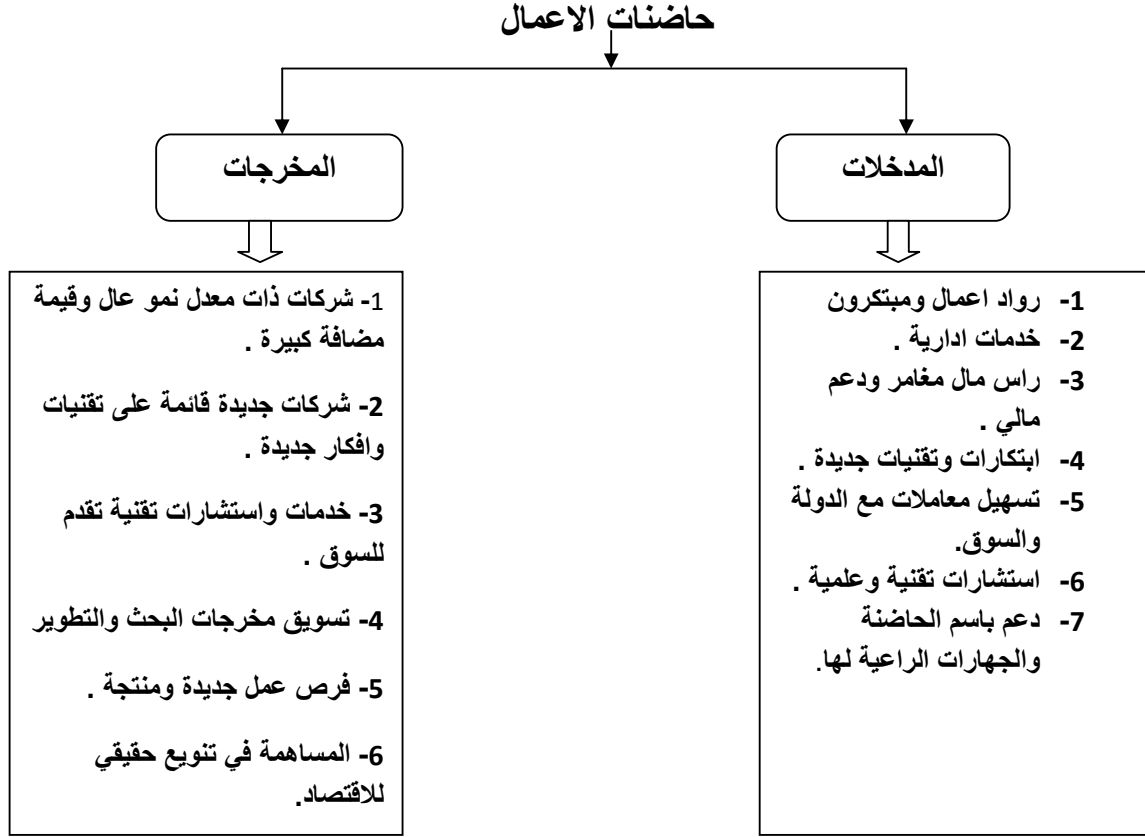 حاضنات الاعمال
المدخلات
1- رواد اعمال ومبتكرون
2- خدمات ادارية .
3- راس مال مغامر ودعم
مالي .
4- ابتكارات وتقنيات جديدة .
5- تسهيل معاملات مع الدولة
والسوق.
6- استشارات تقنية وعلمية .
7- دعم باسم الحاضنة
والجهارات الراعية لها.
المخرجات
1- شركات ذات معدل نمو عال وقيمة
مضافة كبيرة .
2- شركات جديدة قائمة على تقنيات
وافكار جديدة .
3- خدمات واستشارات تقنية تقدم
للسوق .
4- تسويق مخرجات البحث والتطوير
5- فرص عمل جديدة ومنتجة .
6- المساهمة في تنويع حقيقي
للاقتصاد.